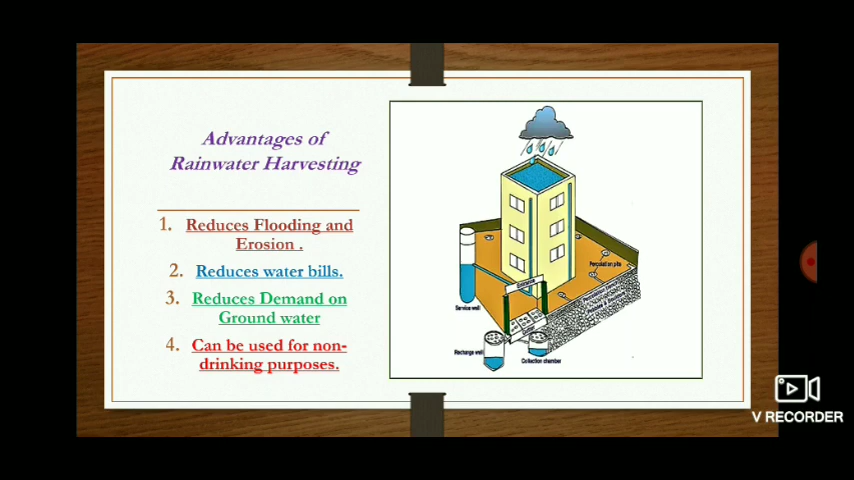 Advantages of
Rainwater Harvesting
1. Reduces Flooding and
Erosion .
2. Reduces water bills.
3. Reduces Demand on
Ground water
4. Can be used for non-
drinking purposes.
Percolation pits
Entrance
Service well
Recharge well
Collection chamber
V RECORDER